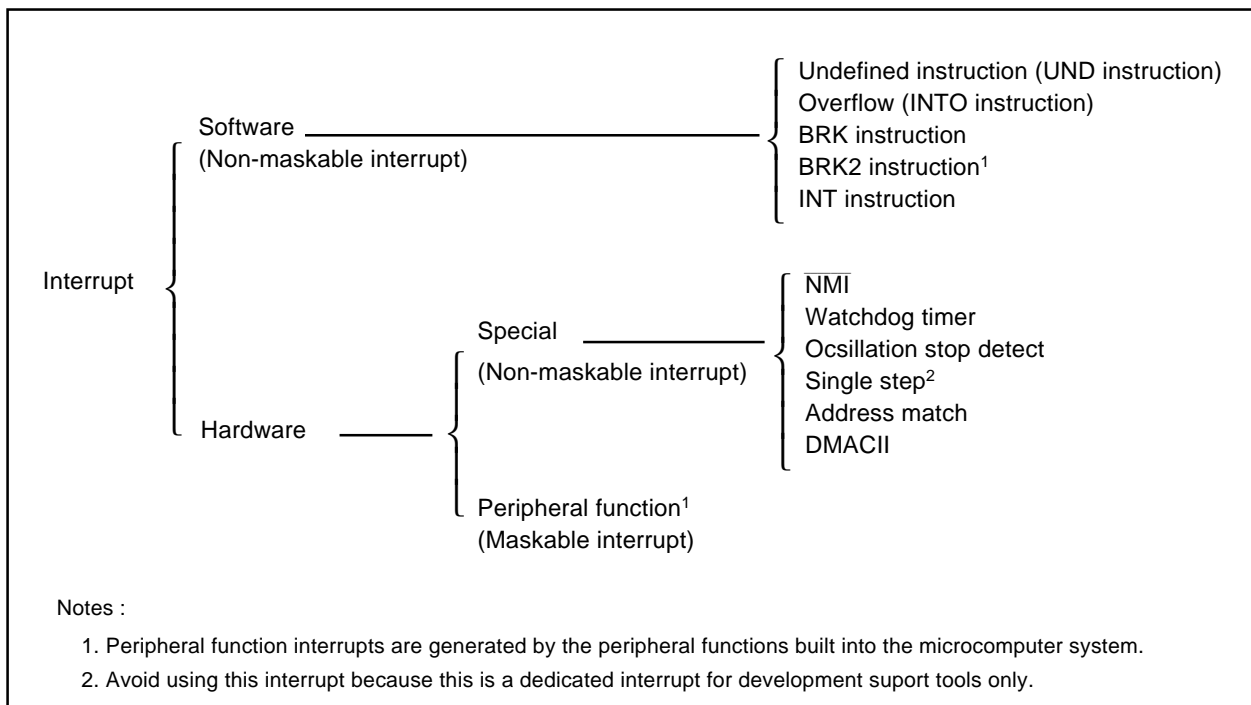 Undefined instruction (UND instruction)
Overflow (INTO instruction)
Software
BRK instruction
(Non-maskable interrupt)
BRK2 instruction¹
INT instruction
Interrupt
N̅M̅I̅
Watchdog timer
Special
Ocsillation stop detect
(Non-maskable interrupt)
Single step²
Address match
Hardware
DMACII
Peripheral function¹
(Maskable interrupt)
Notes :
1. Peripheral function interrupts are generated by the peripheral functions built into the microcomputer system.
2. Avoid using this interrupt because this is a dedicated interrupt for development suport tools only.